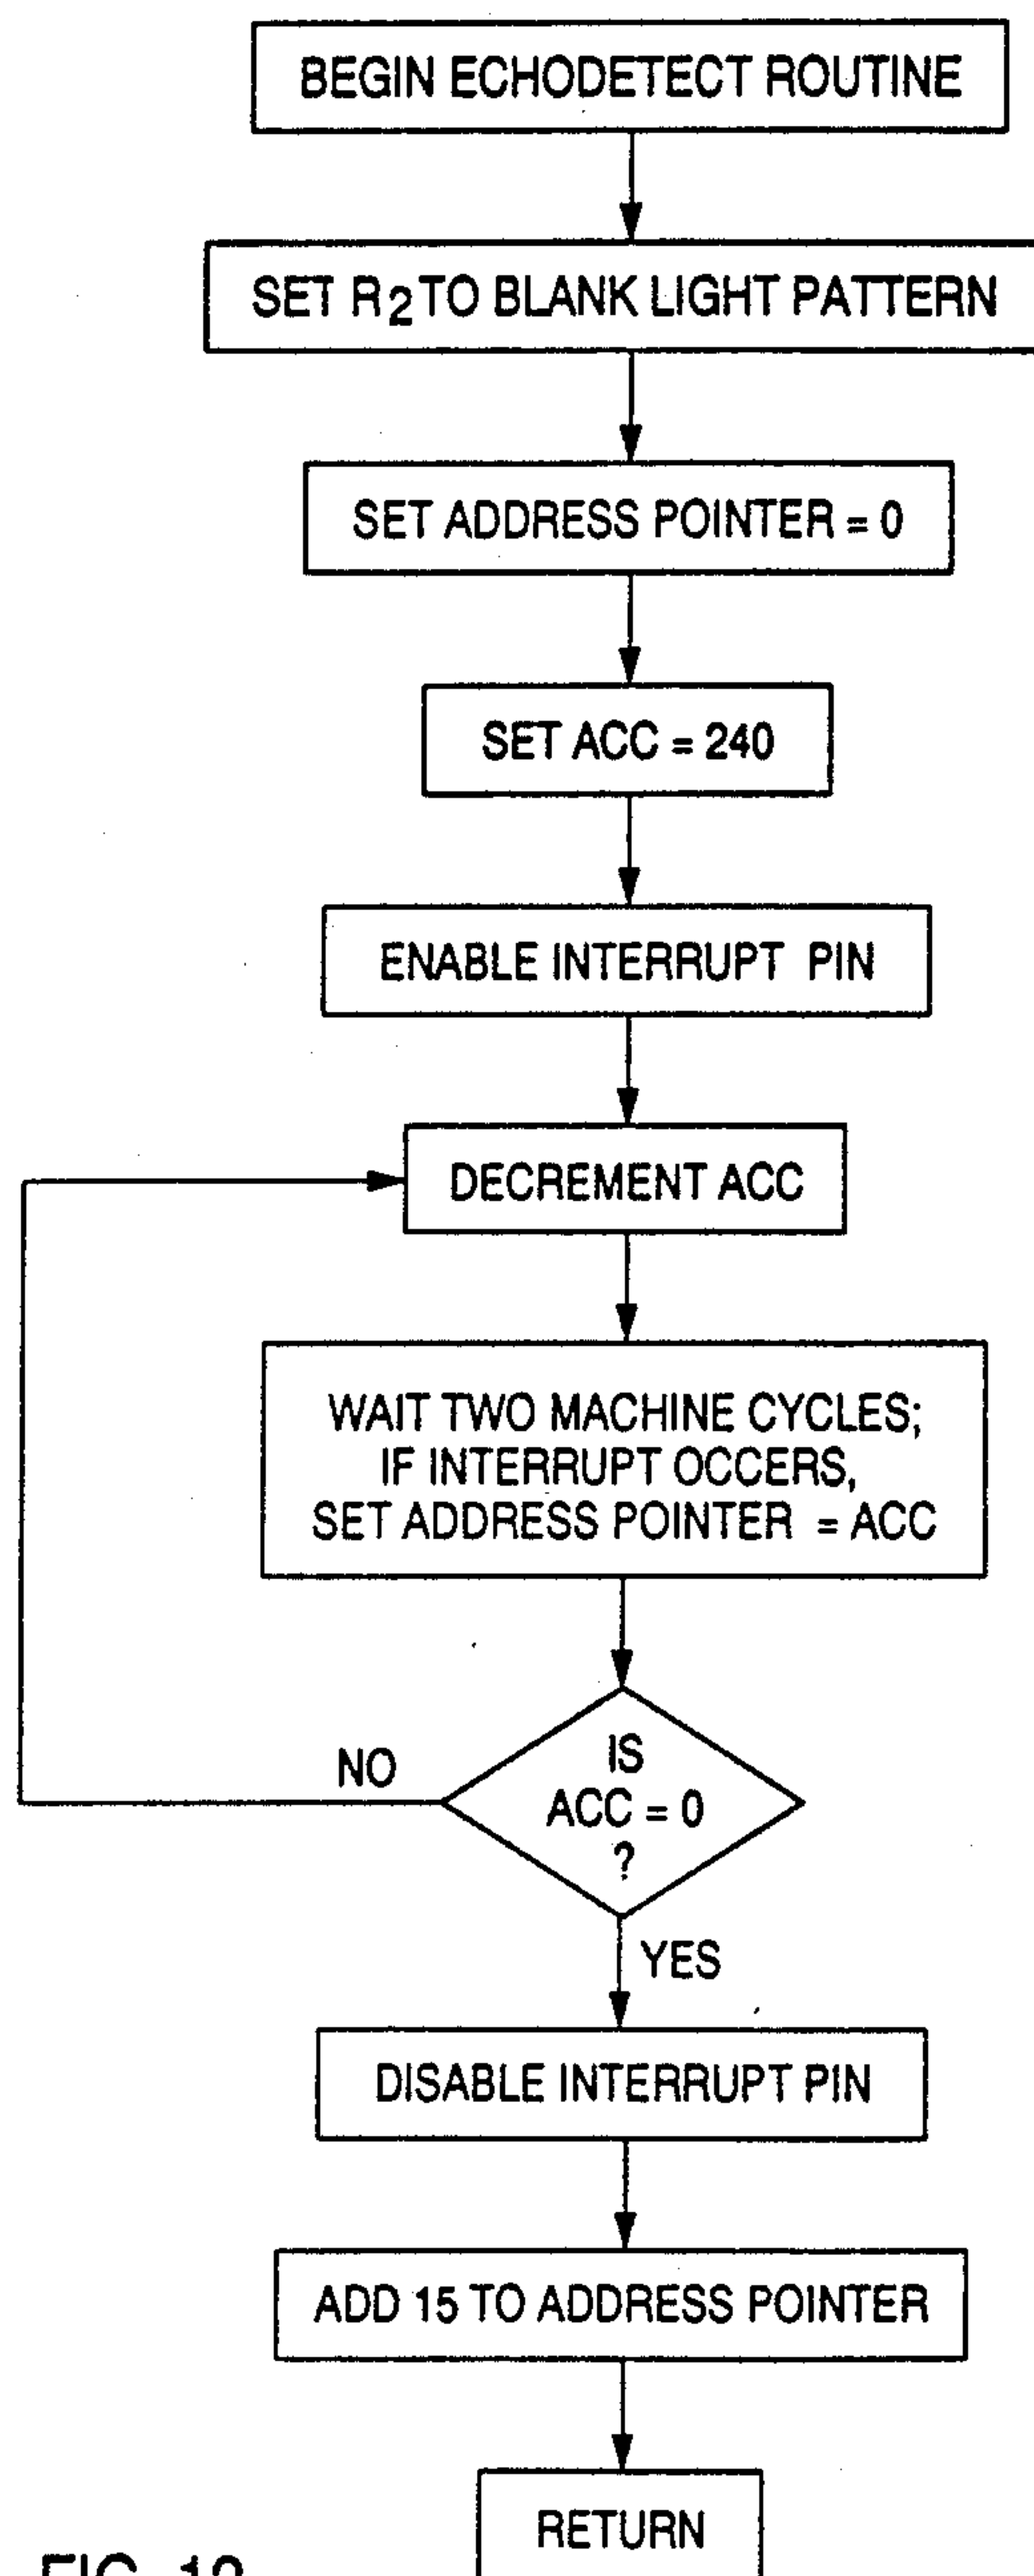 BEGIN ECHODETECT ROUTINE
SET R2 TO BLANK LIGHT PATTERN
SET ADDRESS POINTER = 0
SET ACC = 240
ENABLE INTERRUPT PIN
DECREMENT ACC
WAIT TWO MACHINE CYCLES;
IF INTERRUPT OCCERS,
SET ADDRESS POINTER = ACC
IS
ACC = 0
?
NO
YES
DISABLE INTERRUPT PIN
ADD 15 TO ADDRESS POINTER
RETURN
FIG.